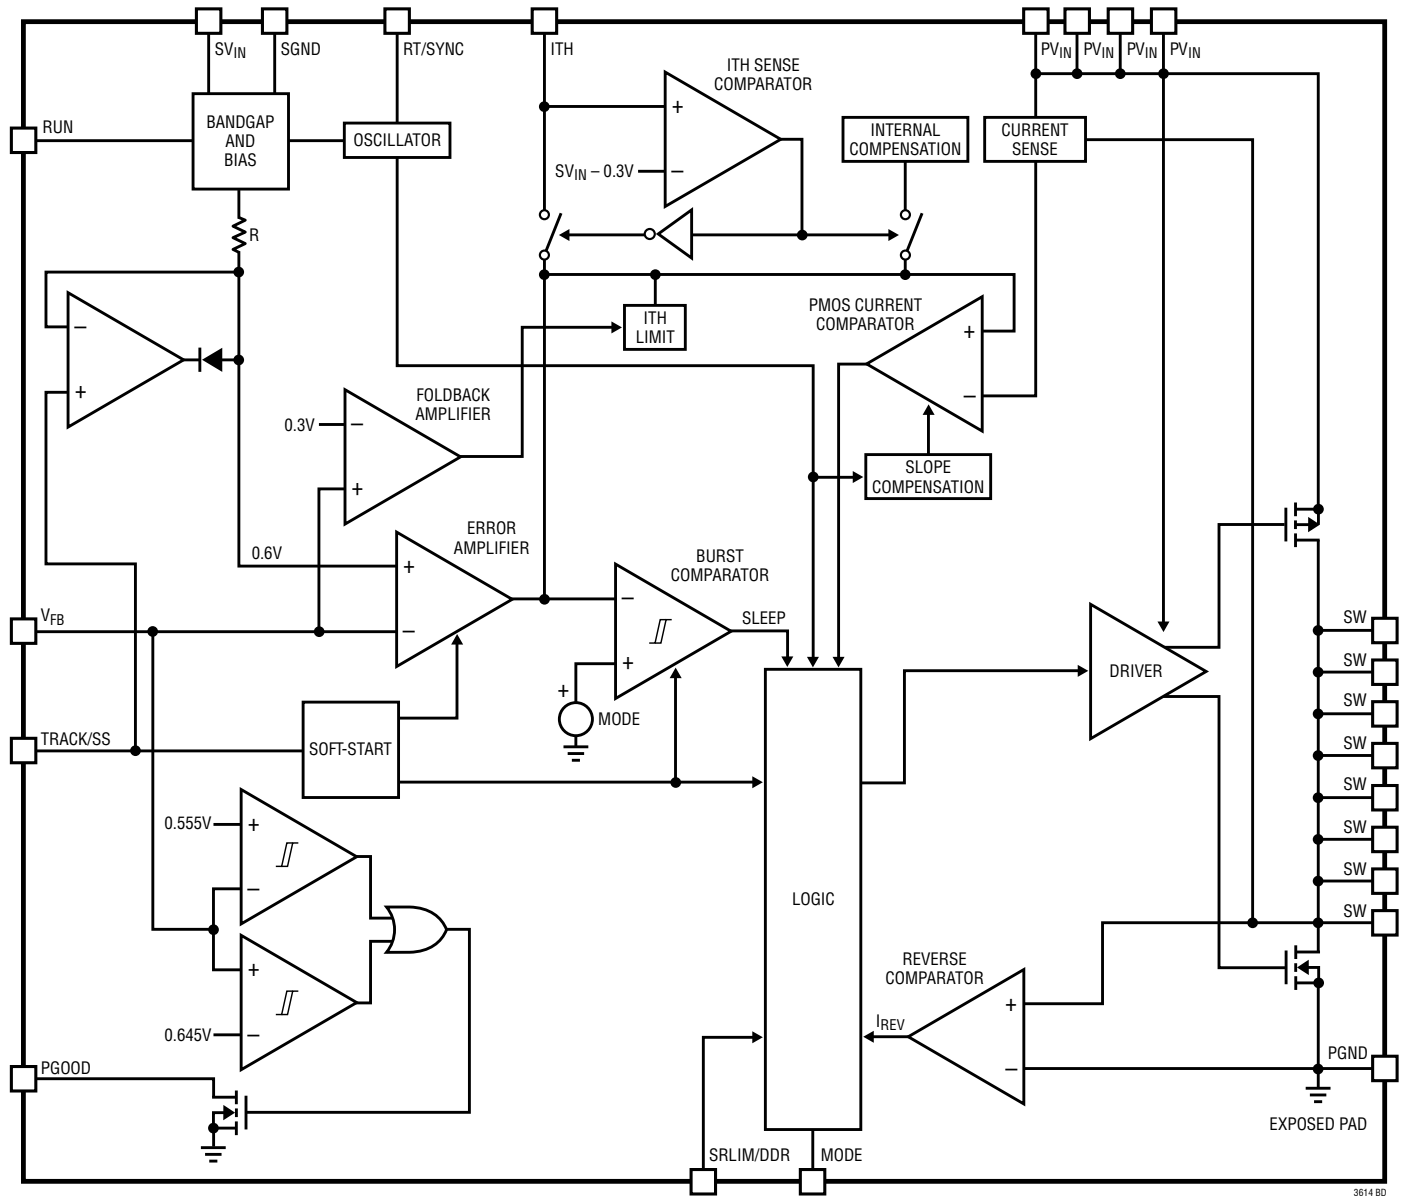 SVIN
SGND
RT/SYNC
ITH
PVIN
PVIN
PVIN
PVIN
RUN
BANDGAP
AND
BIAS
OSCILLATOR
ITH SENSE
COMPARATOR
+
SVIN – 0.3V
–
INTERNAL
COMPENSATION
CURRENT
SENSE
R
–
+
ITH
LIMIT
PMOS CURRENT
COMPARATOR
+
–
FOLDBACK
AMPLIFIER
0.3V
–
+
SLOPE
COMPENSATION
ERROR
AMPLIFIER
0.6V
+
–
BURST
COMPARATOR
–
+
SLEEP
+
MODE
VFB
TRACK/SS
SOFT-START
DRIVER
SW
SW
SW
SW
SW
SW
SW
SW
0.555V
+
–
+
0.645V
–
LOGIC
REVERSE
COMPARATOR
+
–
IREV
PGOOD
PGND
EXPOSED PAD
SRLIM/DDR
MODE
3614 BD